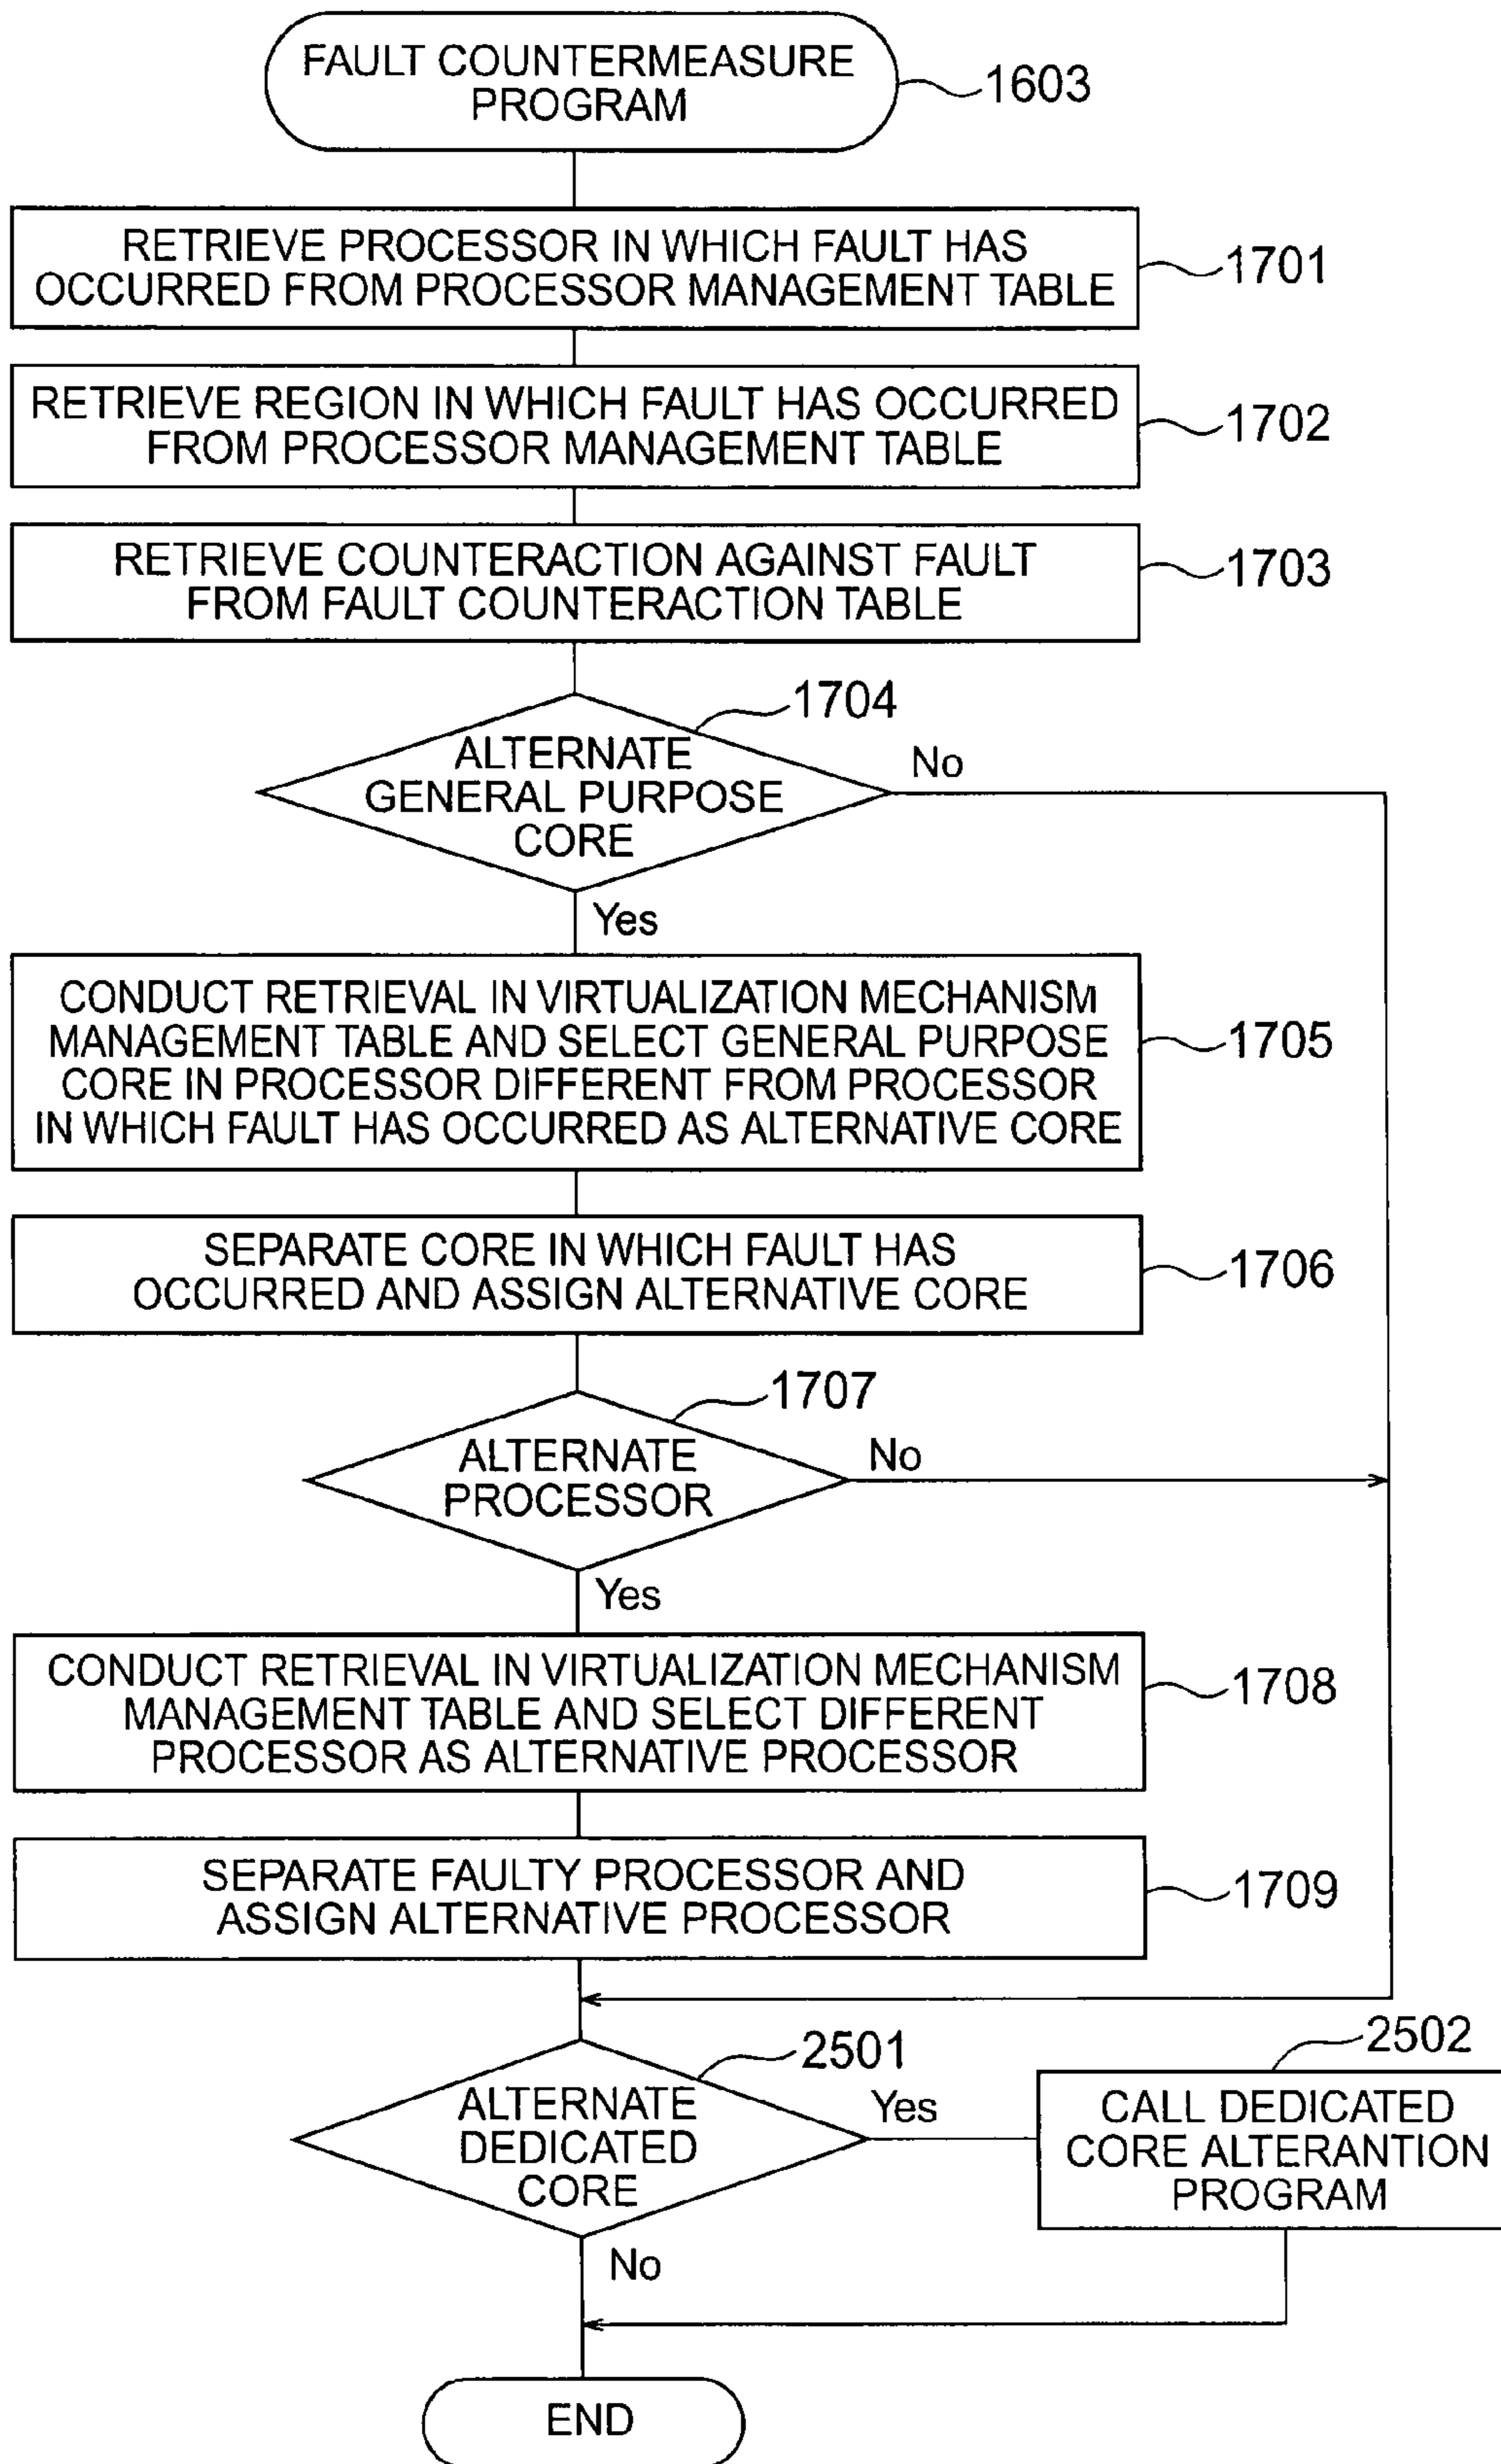 FAULT COUNTERMEASURE
PROGRAM
1603
RETRIEVE PROCESSOR IN WHICH FAULT HAS
OCCURRED FROM PROCESSOR MANAGEMENT TABLE
1701
RETRIEVE REGION IN WHICH FAULT HAS OCCURRED
FROM PROCESSOR MANAGEMENT TABLE
1702
RETRIEVE COUNTERACTION AGAINST FAULT
FROM FAULT COUNTERACTION TABLE
1703
1704
ALTERNATE
GENERAL PURPOSE
CORE
No
Yes
CONDUCT RETRIEVAL IN VIRTUALIZATION MECHANISM
MANAGEMENT TABLE AND SELECT GENERAL PURPOSE
CORE IN PROCESSOR DIFFERENT FROM PROCESSOR
IN WHICH FAULT HAS OCCURRED AS ALTERNATIVE CORE
1705
SEPARATE CORE IN WHICH FAULT HAS
OCCURRED AND ASSIGN ALTERNATIVE CORE
1706
1707
ALTERNATE
PROCESSOR
No
Yes
CONDUCT RETRIEVAL IN VIRTUALIZATION MECHANISM
MANAGEMENT TABLE AND SELECT DIFFERENT
PROCESSOR AS ALTERNATIVE PROCESSOR
1708
SEPARATE FAULTY PROCESSOR AND
ASSIGN ALTERNATIVE PROCESSOR
1709
2501
ALTERNATE
DEDICATED
CORE
Yes
No
2502
CALL DEDICATED
CORE ALTERANTION
PROGRAM
END